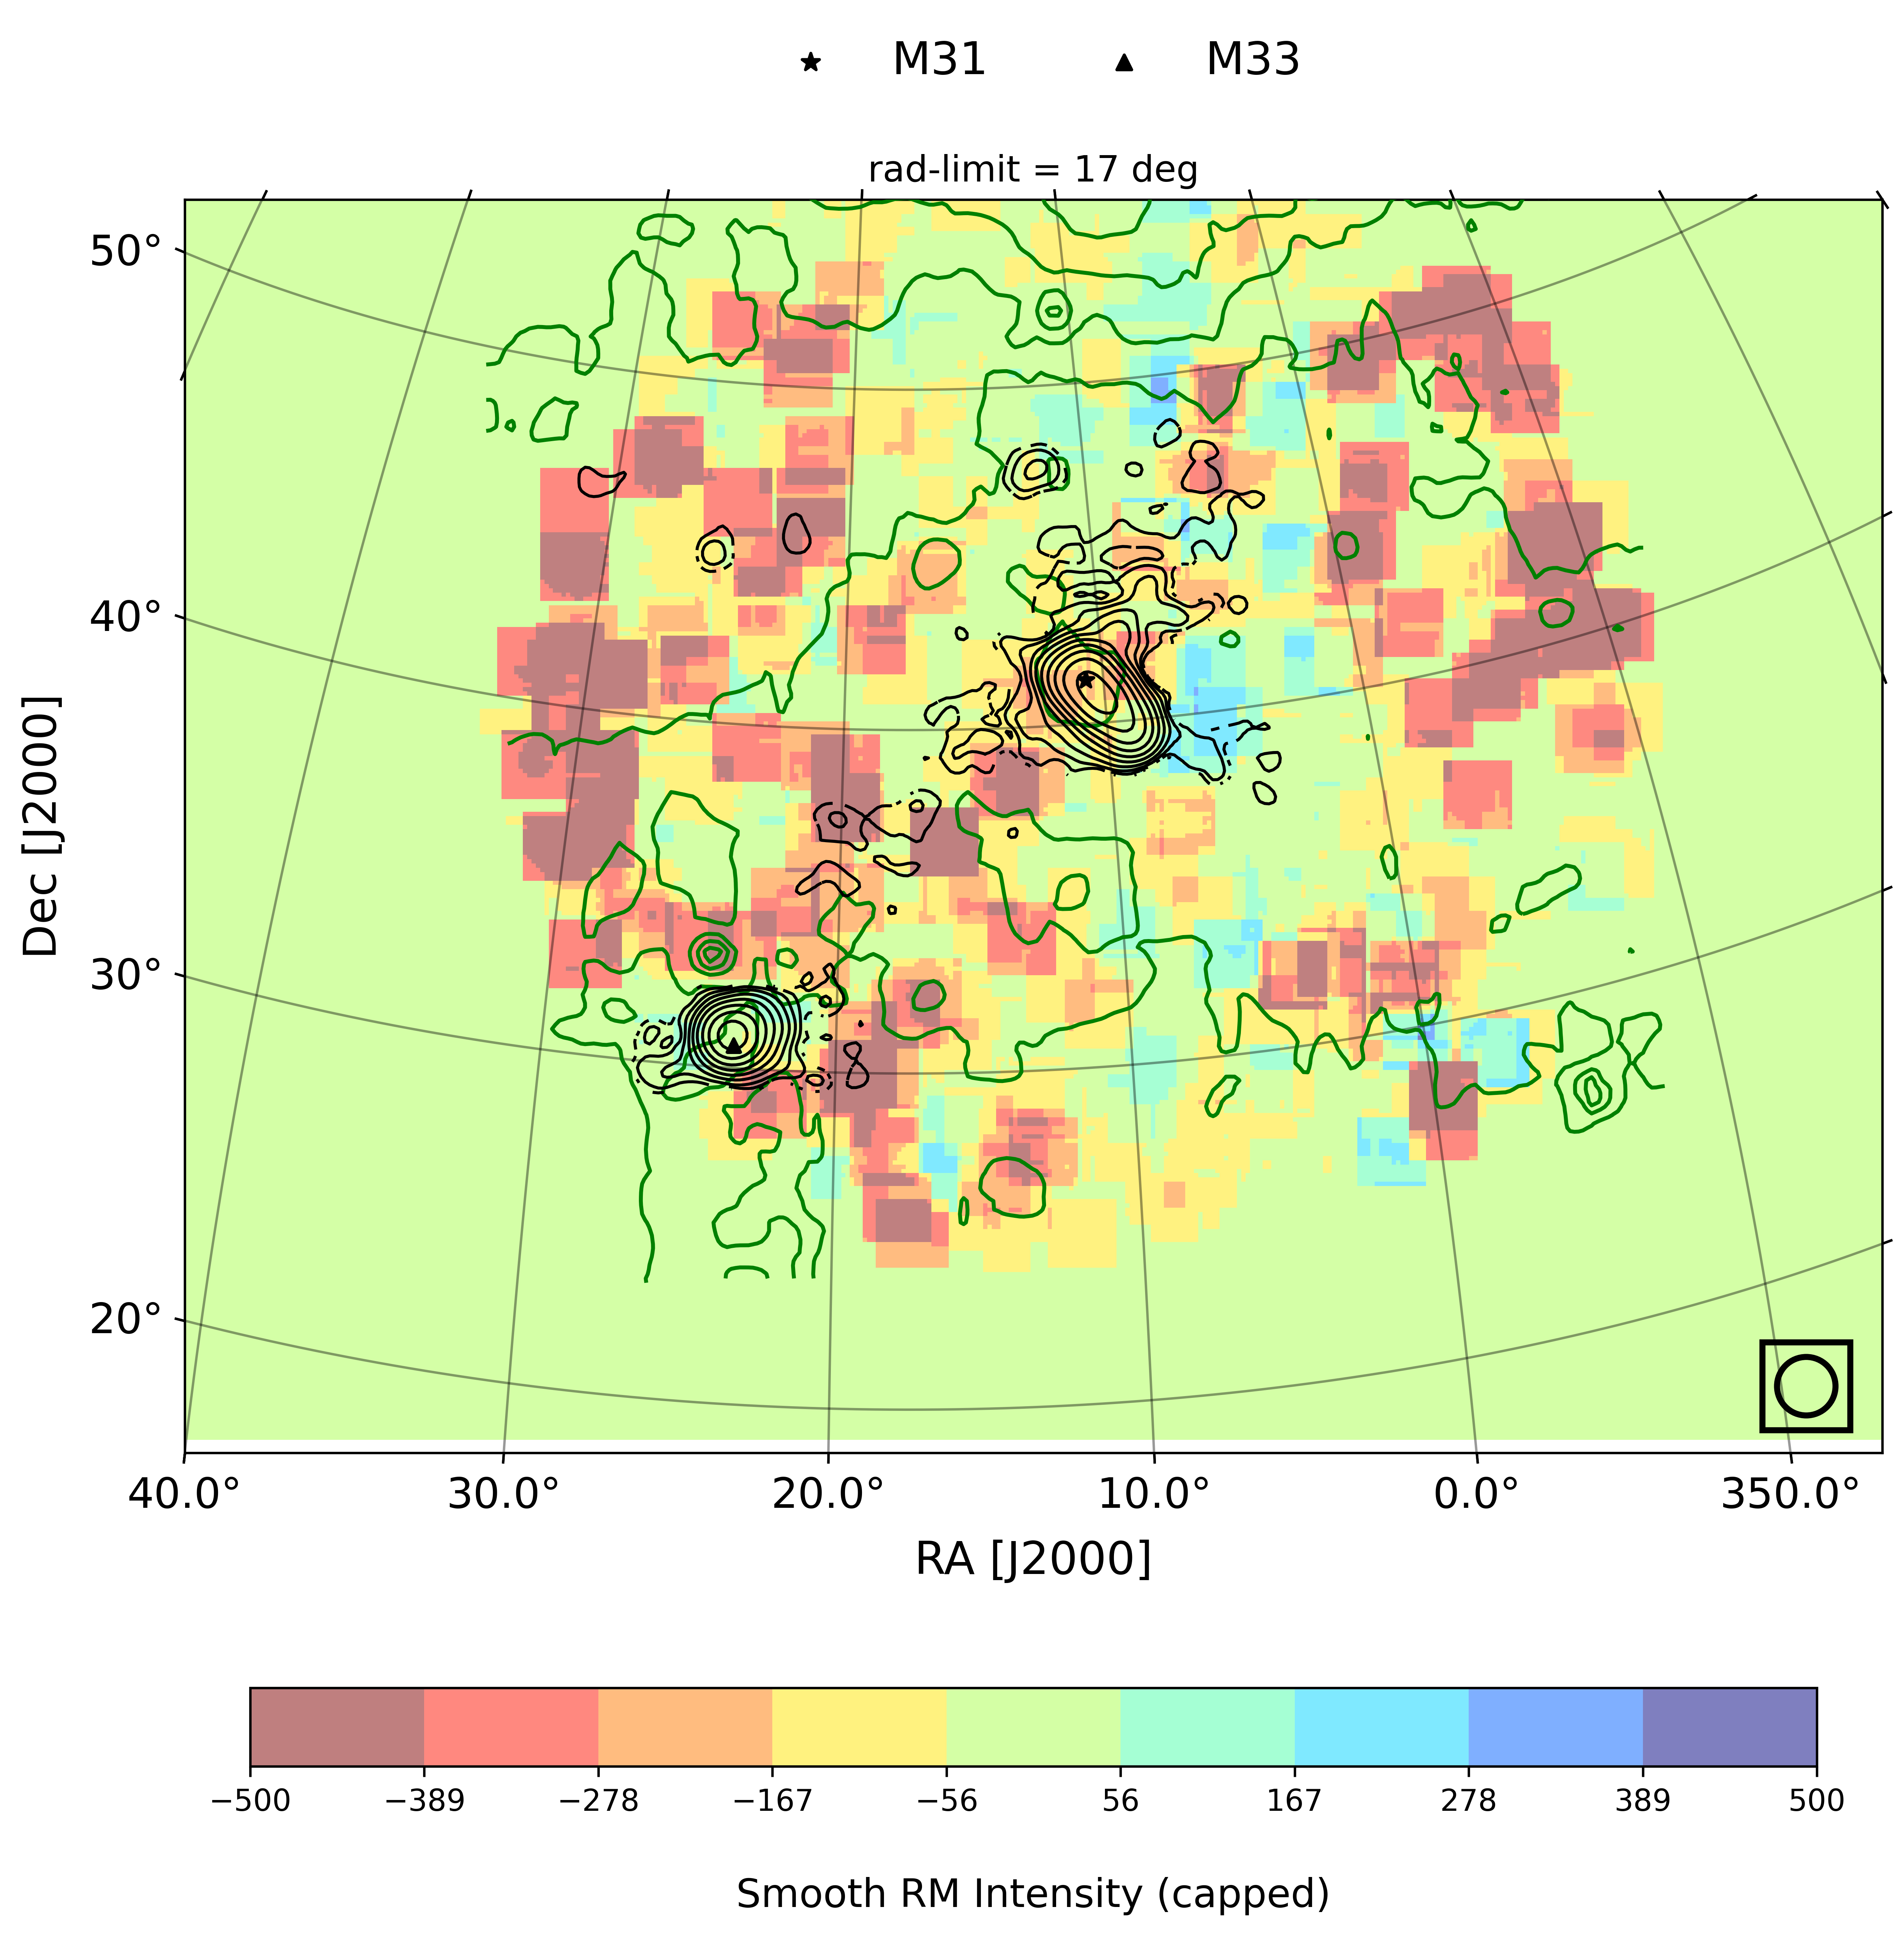 M31 M33
rad-limit = 17 deg
50°
40°
30°
20°
Dec [J2000]
40.0° 30.0° 20.0° 10.0° 0.0° 350.0°
RA [J2000]
−500 −389 −278 −167 −56 56 167 278 389 500
Smooth RM Intensity (capped)